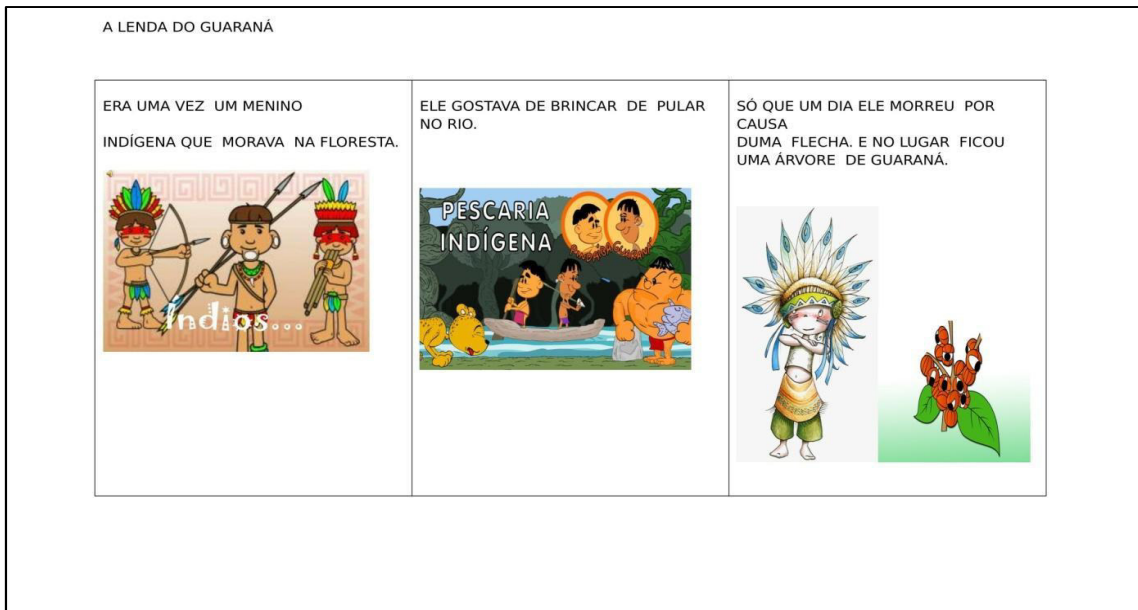 A LENDA DO GUARANÁ
ERA UMA VEZ UM MENINO
INDÍGENA QUE MORAVA NA FLORESTA.
Índios...
ELE GOSTAVA DE BRINCAR DE PULAR
NO RIO.
PESCARIA
INDÍGENA
SÓ QUE UM DIA ELE MORREU POR
CAUSA
DUMA FLECHA. E NO LUGAR FICOU
UMA ÁRVORE DE GUARANÁ.